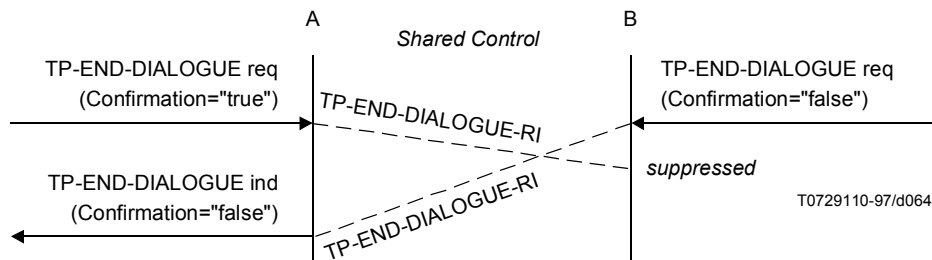 A
B
Shared Control
TP-END-DIALOGUE req
(Confirmation="true")
TP-END-DIALOGUE req
(Confirmation="false")
TP-END-DIALOGUE-RI
suppressed
TP-END-DIALOGUE ind
(Confirmation="false")
TP-END-DIALOGUE-RI
T0729110-97/d064